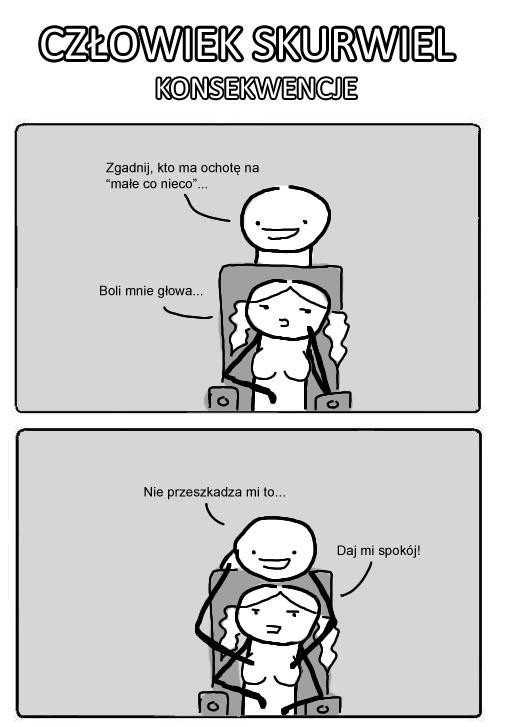 CZŁOWIEK SKURWIEL
KONSEKWENCJE
Zgadnij, kto ma ochotę na
“małe co nieco”...
Boli mnie głowa...
Nie przeszkadza mi to...
Daj mi spokój!